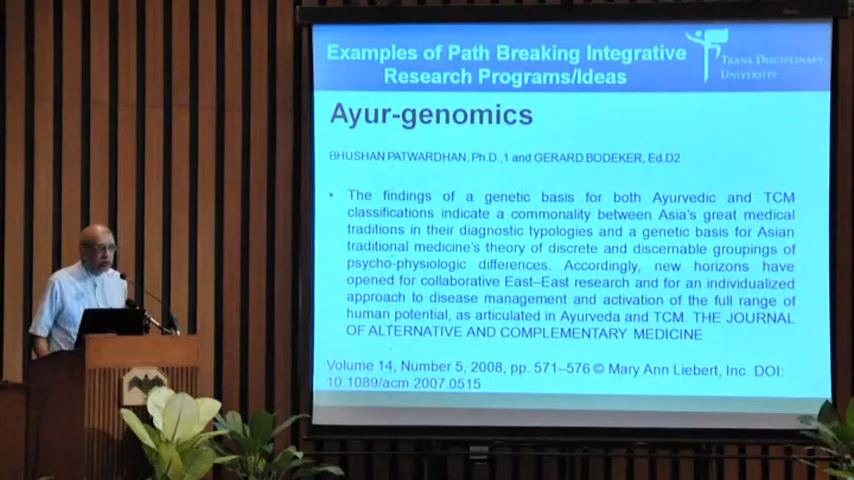 Examples of Path Breaking Integrative
Research Programs/Ideas
TRANS DISCIPLINARY
UNIVERSITY
Ayur-genomics
BHUSHAN PATWARDHAN, Ph.D.,1 and GERARD BODEKER, Ed.D2
• The findings of a genetic basis for both Ayurvedic and TCM
classifications indicate a commonality between Asia's great medical
traditions in their diagnostic typologies and a genetic basis for Asian
traditional medicine's theory of discrete and discernable groupings of
psycho-physiologic differences. Accordingly, new horizons have
opened for collaborative East–East research and for an individualized
approach to disease management and activation of the full range of
human potential, as articulated in Ayurveda and TCM. THE JOURNAL
OF ALTERNATIVE AND COMPLEMENTARY MEDICINE
Volume 14, Number 5, 2008, pp. 571–576 © Mary Ann Liebert, Inc. DOI:
10.1089/acm.2007.0515